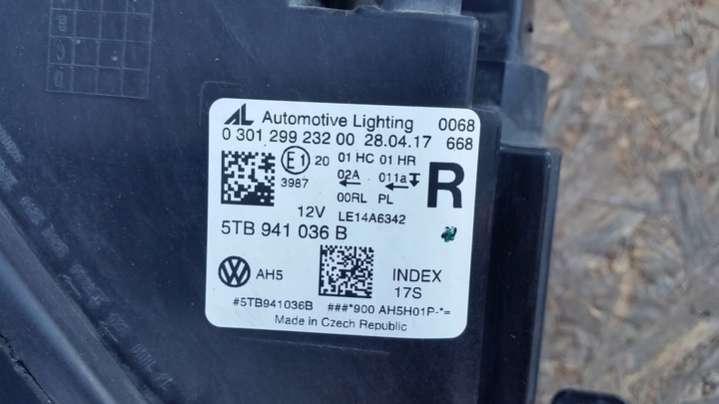 AL Automotive Lighting 0068
0 301 299 232 00 28.04.17 668
E1 20 01 HC 01 HR
3987 02A 011a R
00RL PL
12V LE14A6342
5TB 941 036 B
AH5 INDEX
17S
#5TB941036B ###*900 AH5H01P-*=
Made in Czech Republic